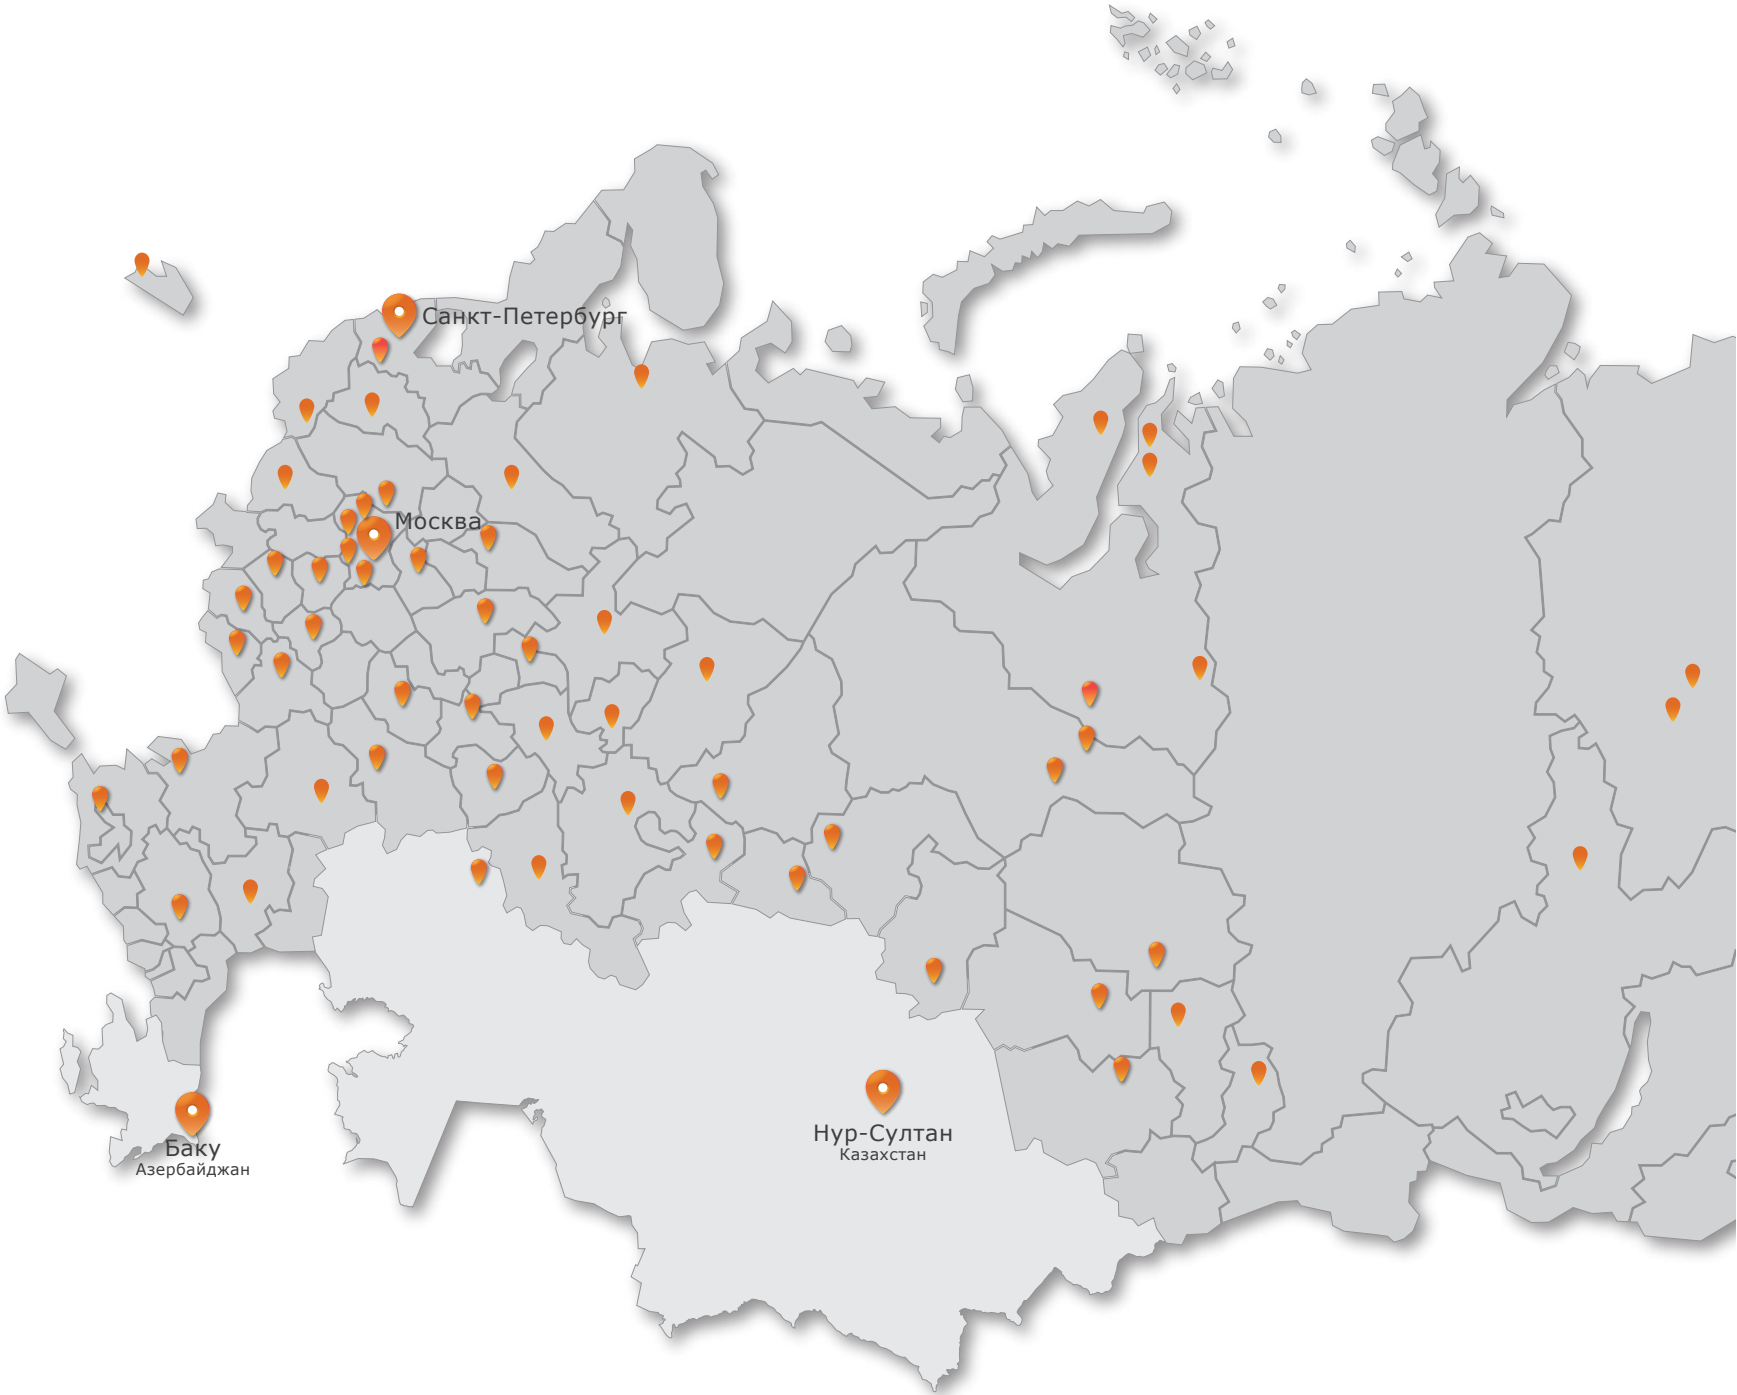 Санкт-Петербург
Москва
Баку
Азербайджан
Нур-Султан
Казахстан